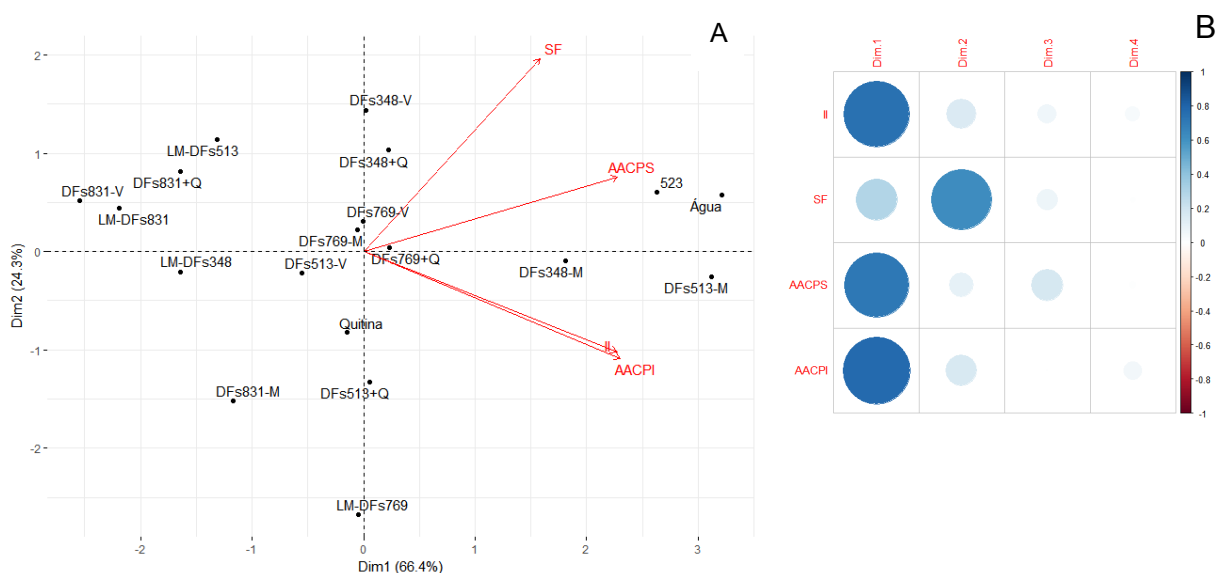 A
B
SF
2
DFs348-V
LM-DFs513
DFs348+Q
1
DFs831+Q
AACPS
523
DFs831-V
LM-DFs831
Água
DFs769-V
DFs769-M
0
LM-DFs348
DFs513-V
DFs769+Q
DFs348-M
DFs513-M
Quitina
-1
II
AACPI
DFs831-M
DFs513+Q
-2
LM-DFs769
-2 -1 0 1 2 3
Dim1 (66.4%)
Dim2 (24.3%)
Dim.1 Dim.2 Dim.3 Dim.4
II
SF
AACPS
AACPI
1
0.8
0.6
0.4
0.2
0
-0.2
-0.4
-0.6
-0.8
-1